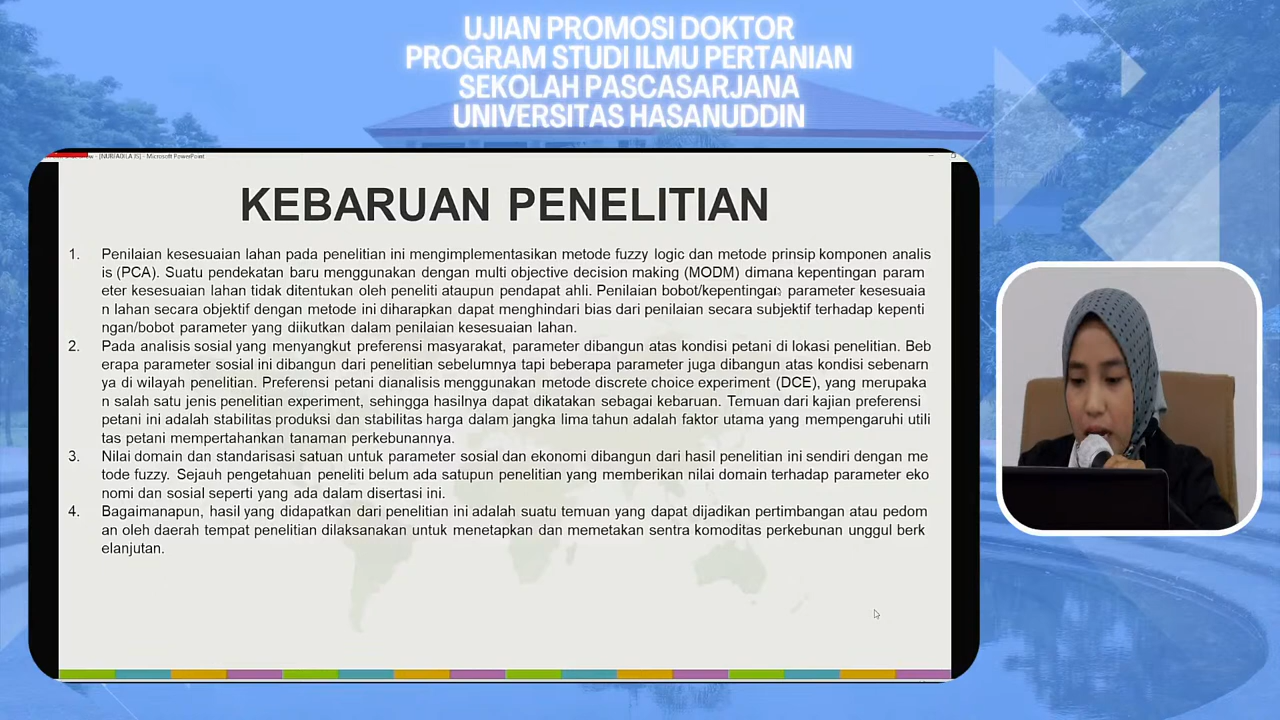 UJIAN PROMOSI DOKTOR
PROGRAM STUDI ILMU PERTANIAN
SEKOLAH PASCASARJANA
UNIVERSITAS HASANUDDIN
- [NURFADILA JS] - Microsoft PowerPoint
KEBARUAN PENELITIAN
1. Penilaian kesesuaian lahan pada penelitian ini mengimplementasikan metode fuzzy logic dan metode prinsip komponen analis
is (PCA). Suatu pendekatan baru menggunakan dengan multi objective decision making (MODM) dimana kepentingan param
eter kesesuaian lahan tidak ditentukan oleh peneliti ataupun pendapat ahli. Penilaian bobot/kepentingan parameter kesesuaia
n lahan secara objektif dengan metode ini diharapkan dapat menghindari bias dari penilaian secara subjektif terhadap kepenti
ngan/bobot parameter yang diikutkan dalam penilaian kesesuaian lahan.
2. Pada analisis sosial yang menyangkut preferensi masyarakat, parameter dibangun atas kondisi petani di lokasi penelitian. Beb
erapa parameter sosial ini dibangun dari penelitian sebelumnya tapi beberapa parameter juga dibangun atas kondisi sebenarn
ya di wilayah penelitian. Preferensi petani dianalisis menggunakan metode discrete choice experiment (DCE), yang merupaka
n salah satu jenis penelitian experiment, sehingga hasilnya dapat dikatakan sebagai kebaruan. Temuan dari kajian preferensi
petani ini adalah stabilitas produksi dan stabilitas harga dalam jangka lima tahun adalah faktor utama yang mempengaruhi utili
tas petani mempertahankan tanaman perkebunannya.
3. Nilai domain dan standarisasi satuan untuk parameter sosial dan ekonomi dibangun dari hasil penelitian ini sendiri dengan me
tode fuzzy. Sejauh pengetahuan peneliti belum ada satupun penelitian yang memberikan nilai domain terhadap parameter eko
nomi dan sosial seperti yang ada dalam disertasi ini.
4. Bagaimanapun, hasil yang didapatkan dari penelitian ini adalah suatu temuan yang dapat dijadikan pertimbangan atau pedom
an oleh daerah tempat penelitian dilaksanakan untuk menetapkan dan memetakan sentra komoditas perkebunan unggul berk
elanjutan.